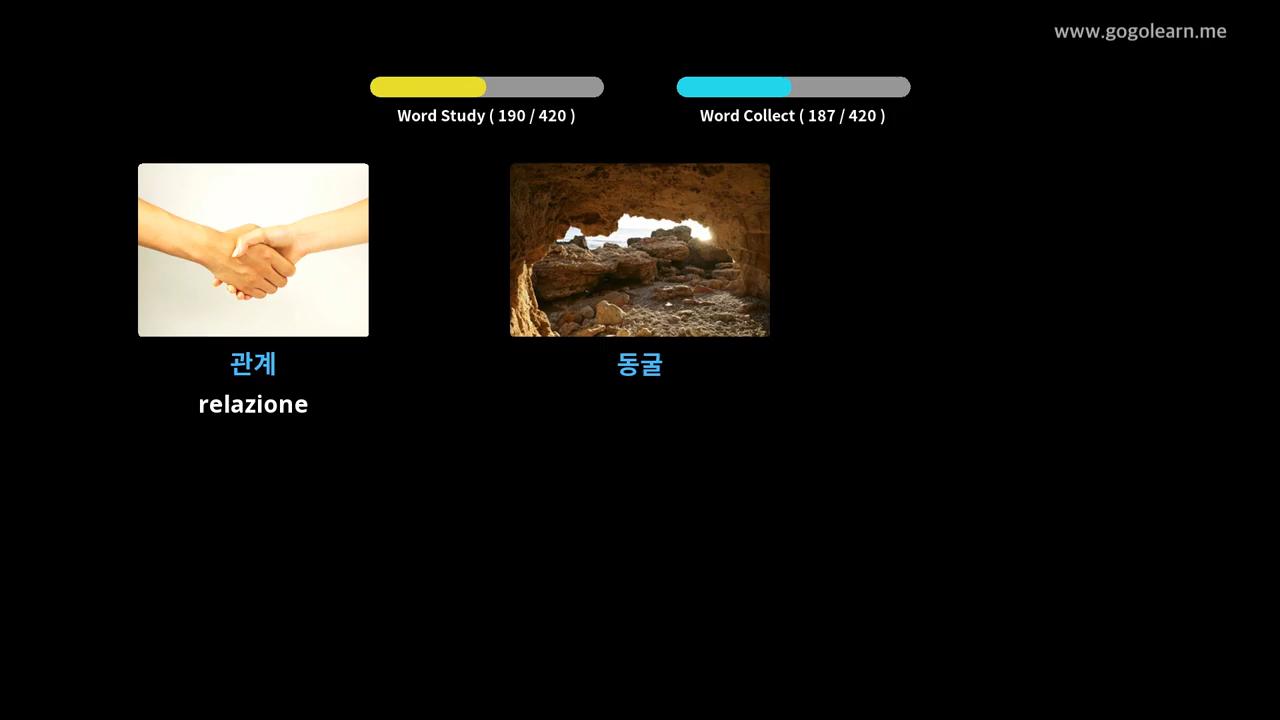 www.gogolearn.me
Word Study ( 190 / 420 )
Word Collect ( 187 / 420 )
관계
동굴
relazione